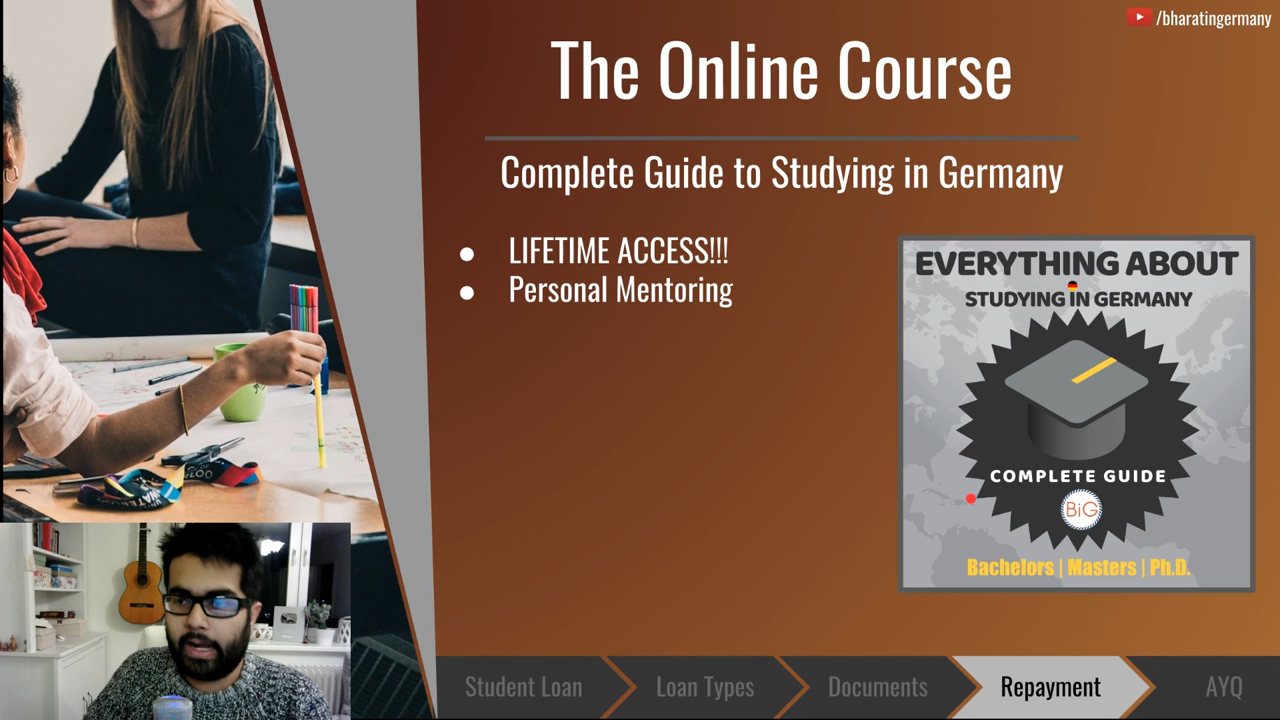 /bharatingermany
The Online Course
Complete Guide to Studying in Germany
● LIFETIME ACCESS!!!
● Personal Mentoring
EVERYTHING ABOUT
STUDYING IN GERMANY
COMPLETE GUIDE
BiG
Bachelors | Masters | Ph.D.
Student Loan
Loan Types
Documents
Repayment
AYQ